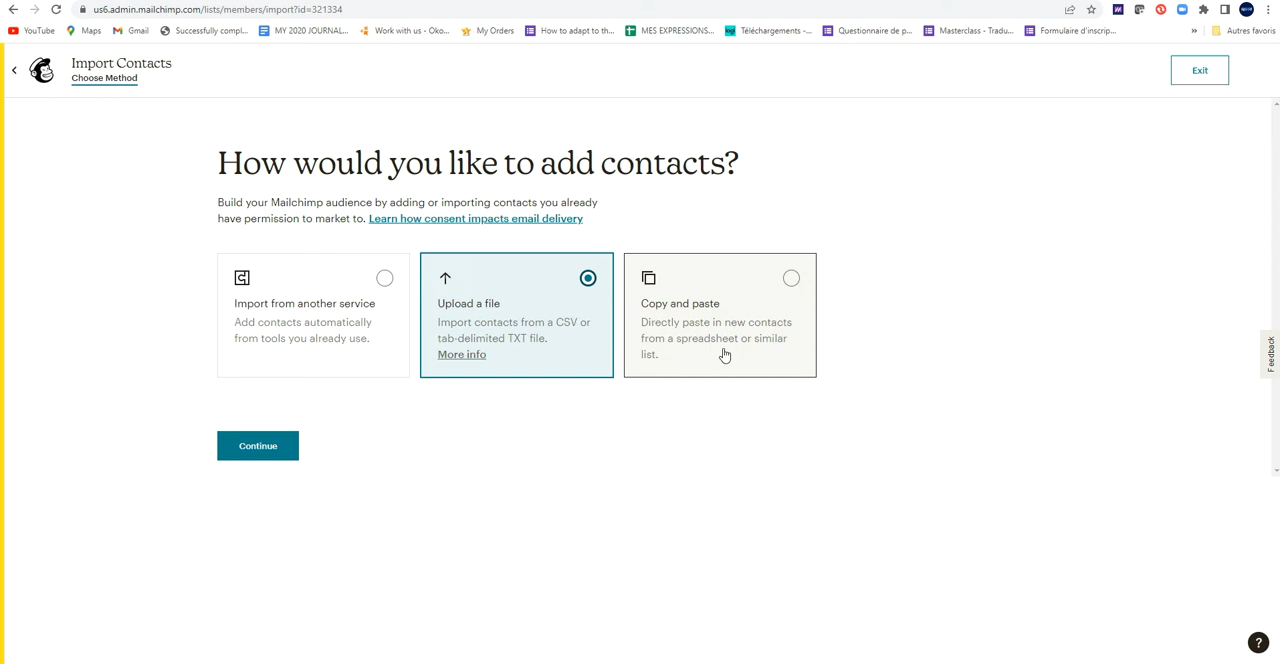 us6.admin.mailchimp.com/lists/members/import?id=321334
YouTube Maps Gmail Successfully compl... MY 2020 JOURNAL... Work with us - Oko... My Orders How to adapt to th... MES EXPRESSIONS... Téléchargements -... Questionnaire de p... Masterclass - Tradu... Formulaire d'inscrip... » Autres favoris
Import Contacts
Choose Method
Exit
How would you like to add contacts?
Build your Mailchimp audience by adding or importing contacts you already
have permission to market to. Learn how consent impacts email delivery
Import from another service
Add contacts automatically
from tools you already use.
Upload a file
Import contacts from a CSV or
tab-delimited TXT file.
More info
Copy and paste
Directly paste in new contacts
from a spreadsheet or similar
list.
Continue
Feedback
?